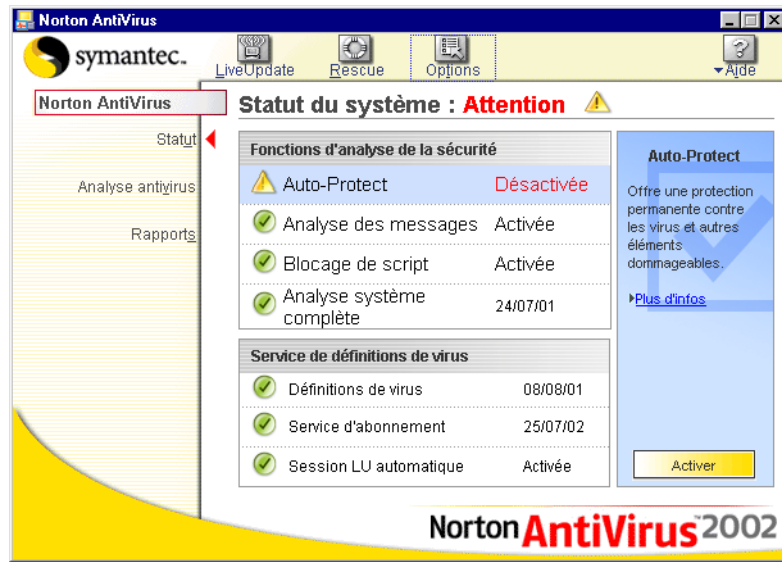 Norton AntiVirus
symantec.
LiveUpdate
Rescue
Options
Aide
Norton AntiVirus
Statut
Analyse antivirus
Rapports
Statut du système : Attention
Fonctions d'analyse de la sécurité
Auto-Protect Désactivée
Analyse des messages Activée
Blocage de script Activée
Analyse système
complète 24/07/01
Service de définitions de virus
Définitions de virus 08/08/01
Service d'abonnement 25/07/02
Session LU automatique Activée
Auto-Protect
Offre une protection
permanente contre
les virus et autres
éléments
dommageables.
Plus d'infos
Activer
Norton AntiVirus™2002